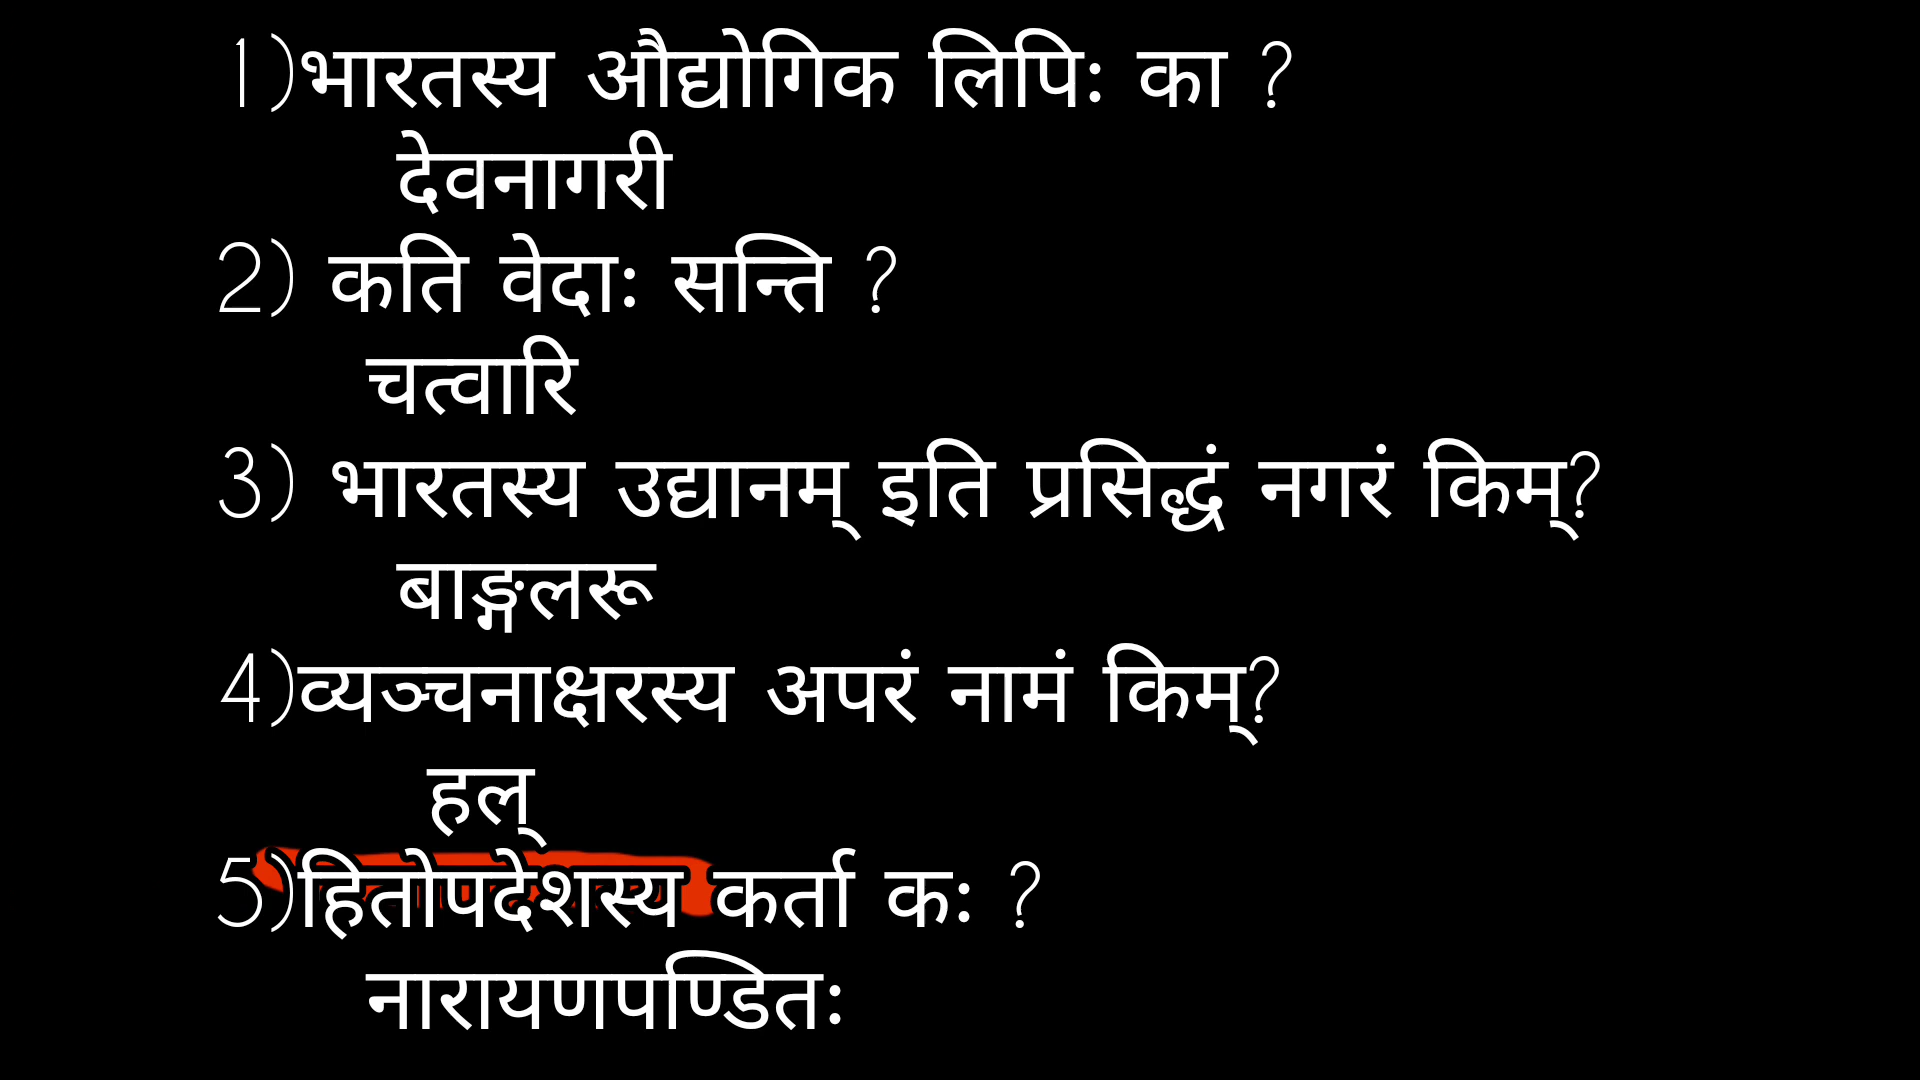 1)भारतस्य औद्योगिक लिपिः का ?
देवनागरी
2) कति वेदाः सन्ति ?
चत्वारि
3) भारतस्य उद्यानम् इति प्रसिद्धं नगरं किम्?
बाङ्गलरू
4)व्यञ्चनाक्षरस्य अपरं नामं किम्?
हल्
5)हितोपदेशस्य कर्ता कः ?
नारायणपण्डितः